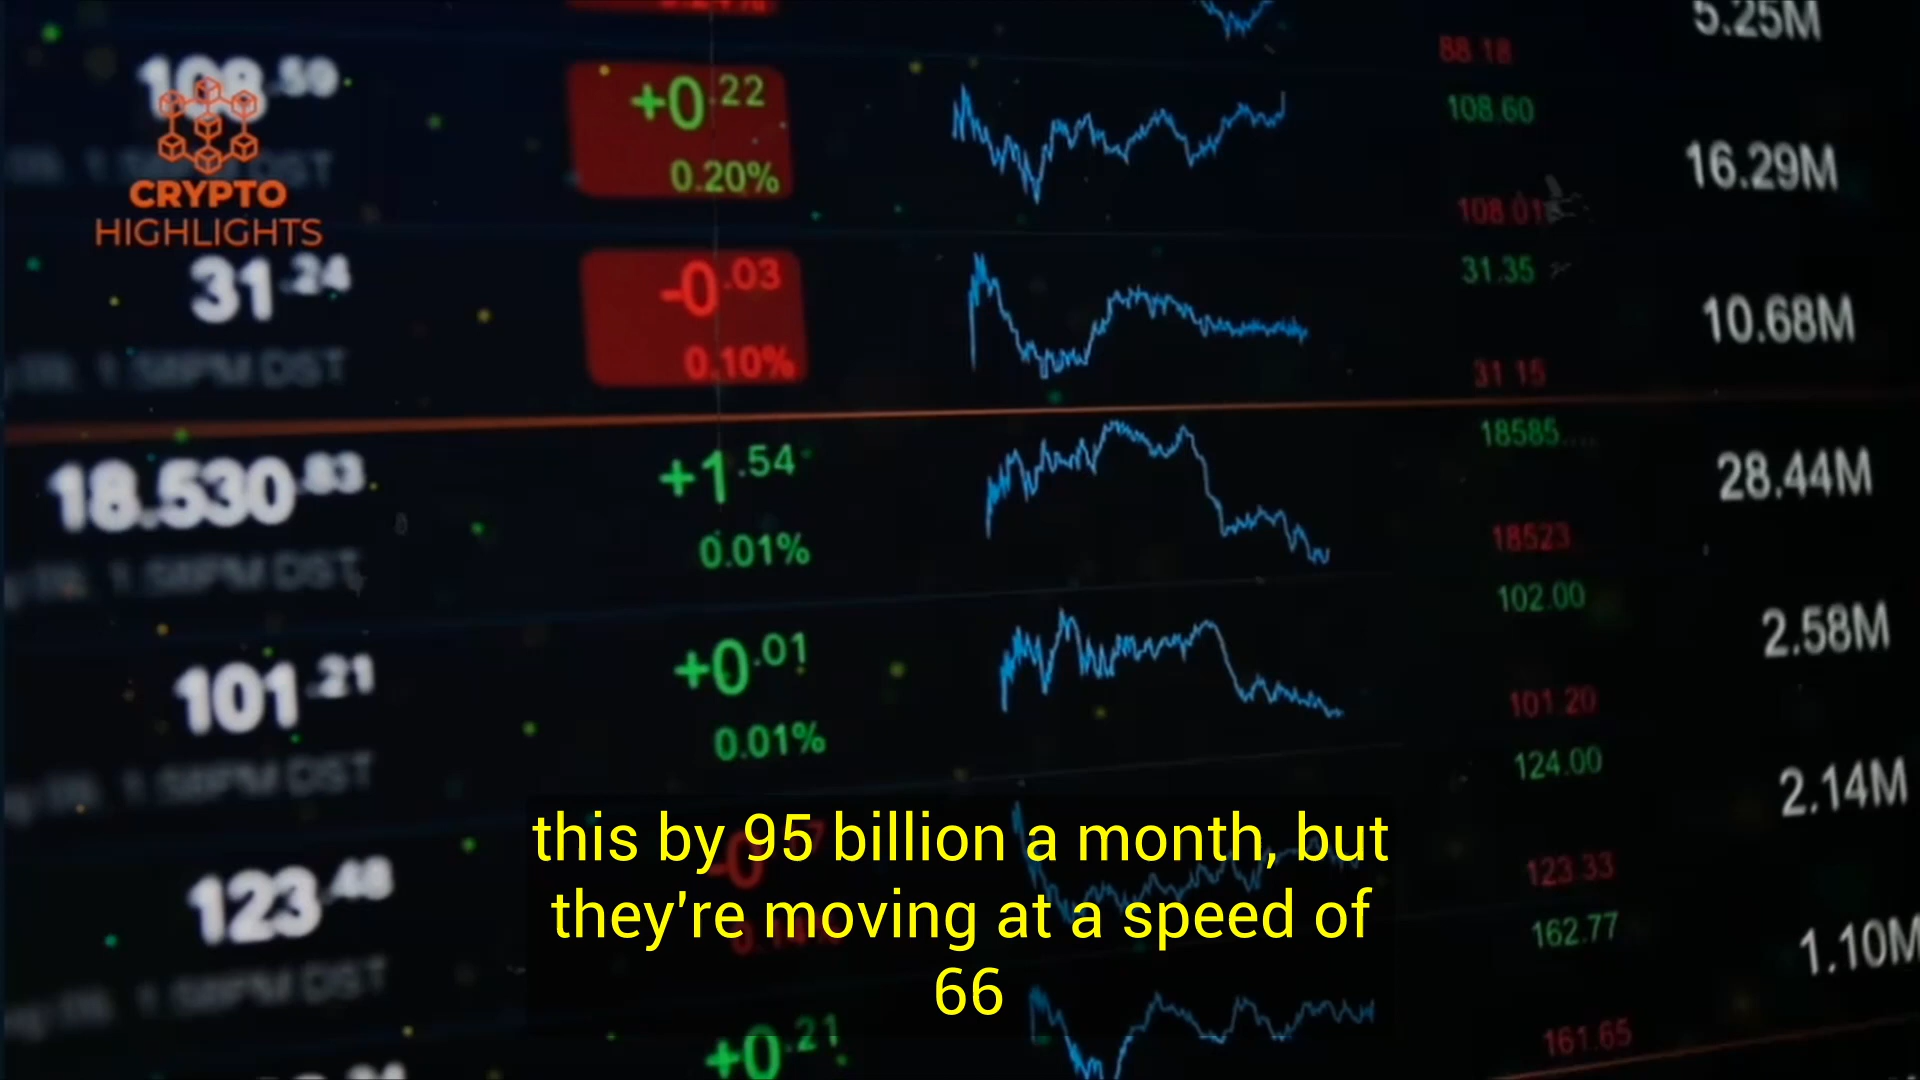 5.25M
88.18
108.59 +0.22 108.60
0.20% 16.29M
CRYPTO
HIGHLIGHTS
108.01
31.24 -0.03 31.35
0.10% 10.68M
31.15
18.530.83 +1.54 18585....
0.01% 28.44M
18523
101.21 +0.01 102.00
0.01% 2.58M
101.20
124.00
2.14M
this by 95 billion a month, but
they're moving at a speed of
66
123.48
123.33
162.77
1.10M
+0.21
161.65